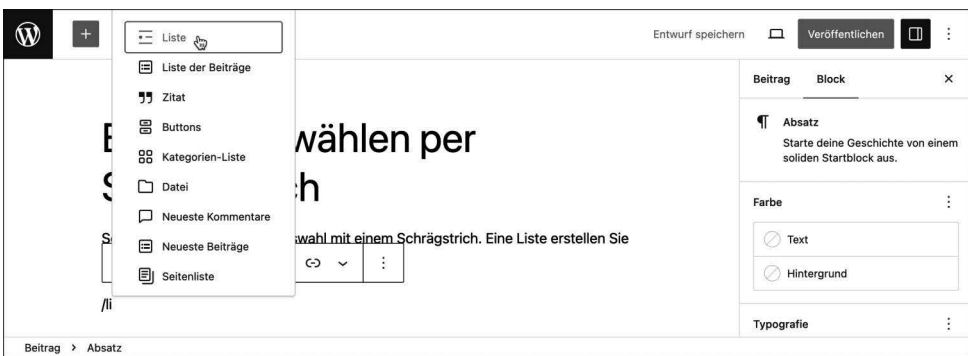 Liste
Entwurf speichern
Veröffentlichen
Liste der Beiträge
Zitat
Buttons
Kategorien-Liste
Datei
Neueste Kommentare
Neueste Beiträge
Seitenliste
wählen per
h
wahl mit einem Schrägstrich. Eine Liste erstellen Sie
/li
Beitrag Block
Absatz
Starte deine Geschichte von einem
soliden Startblock aus.
Farbe
Text
Hintergrund
Typografie
Beitrag > Absatz